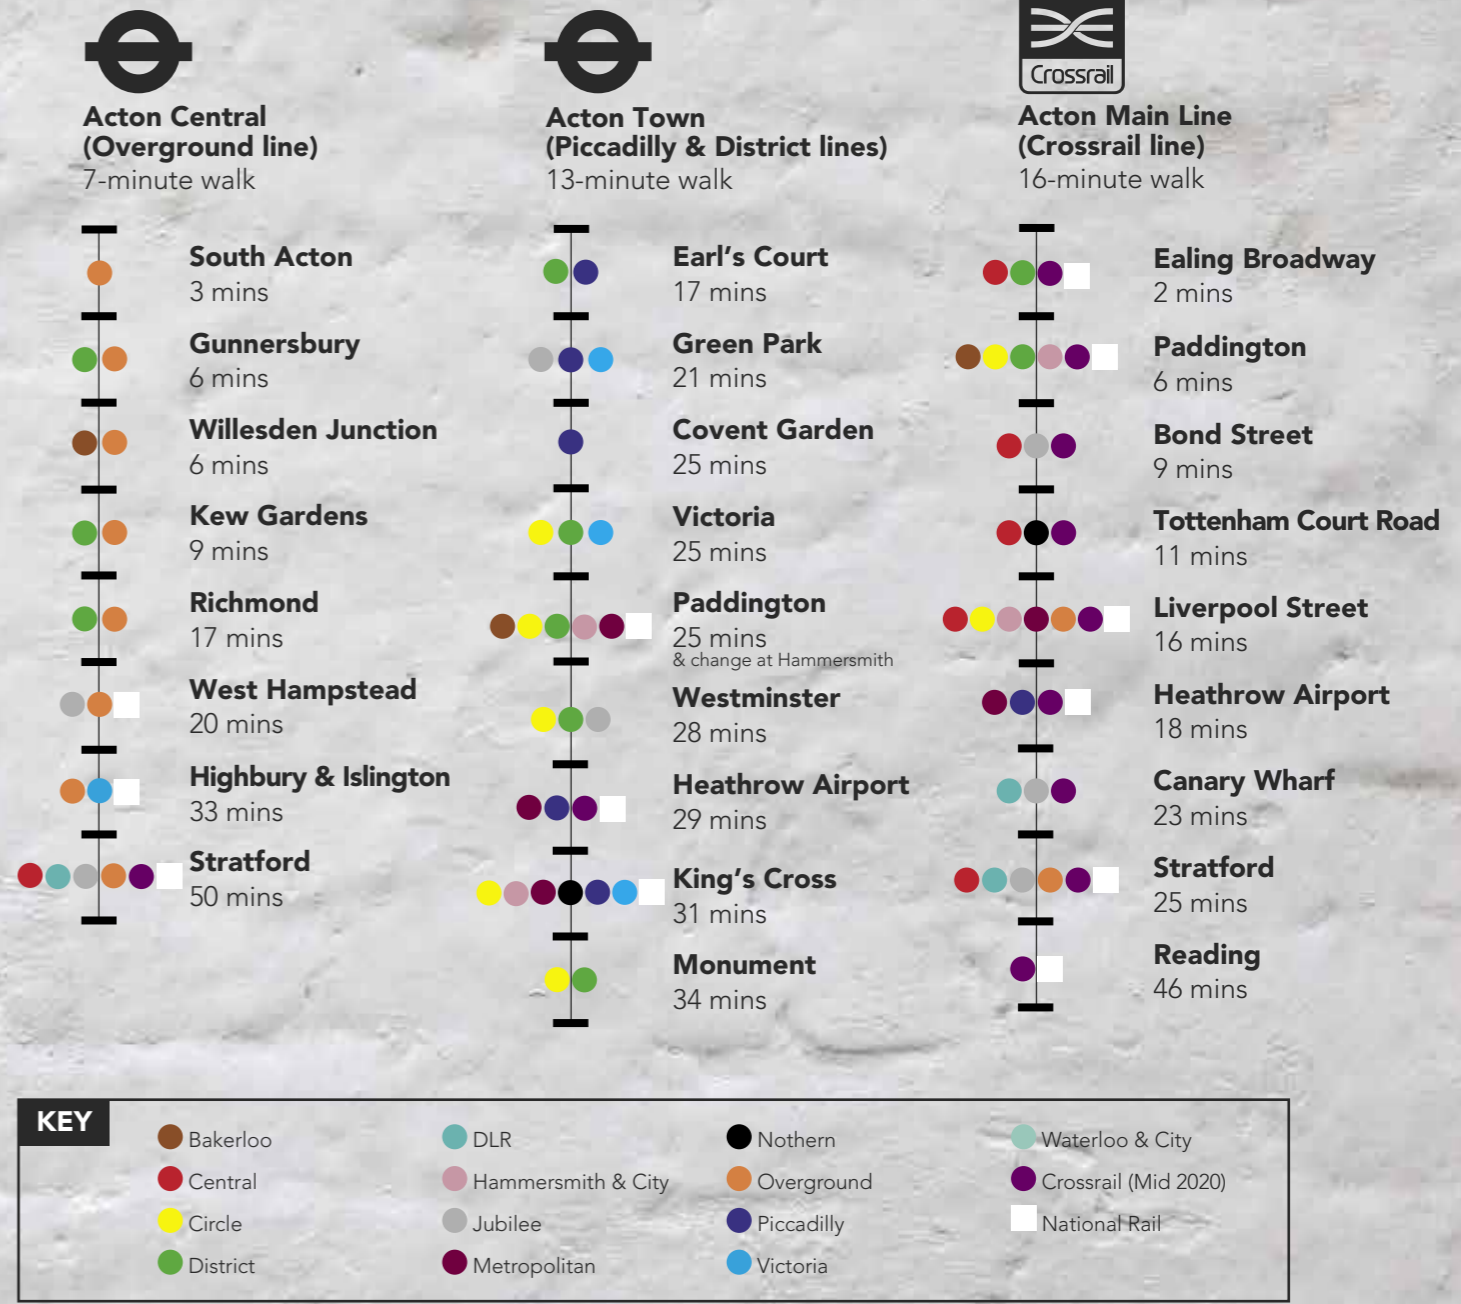 Acton Central
(Overground line)
7-minute walk
South Acton
3 mins
Gunnersbury
6 mins
Willesden Junction
6 mins
Kew Gardens
9 mins
Richmond
17 mins
West Hampstead
20 mins
Highbury & Islington
33 mins
Stratford
50 mins
Acton Town
(Piccadilly & District lines)
13-minute walk
Earl's Court
17 mins
Green Park
21 mins
Covent Garden
25 mins
Victoria
25 mins
Paddington
25 mins
& change at Hammersmith
Westminster
28 mins
Heathrow Airport
29 mins
King's Cross
31 mins
Monument
34 mins
Crossrail
Acton Main Line
(Crossrail line)
16-minute walk
Ealing Broadway
2 mins
Paddington
6 mins
Bond Street
9 mins
Tottenham Court Road
11 mins
Liverpool Street
16 mins
Heathrow Airport
18 mins
Canary Wharf
23 mins
Stratford
25 mins
Reading
46 mins
KEY
Bakerloo
Central
Circle
District
DLR
Hammersmith & City
Jubilee
Metropolitan
Nothern
Overground
Piccadilly
Victoria
Waterloo & City
Crossrail (Mid 2020)
National Rail